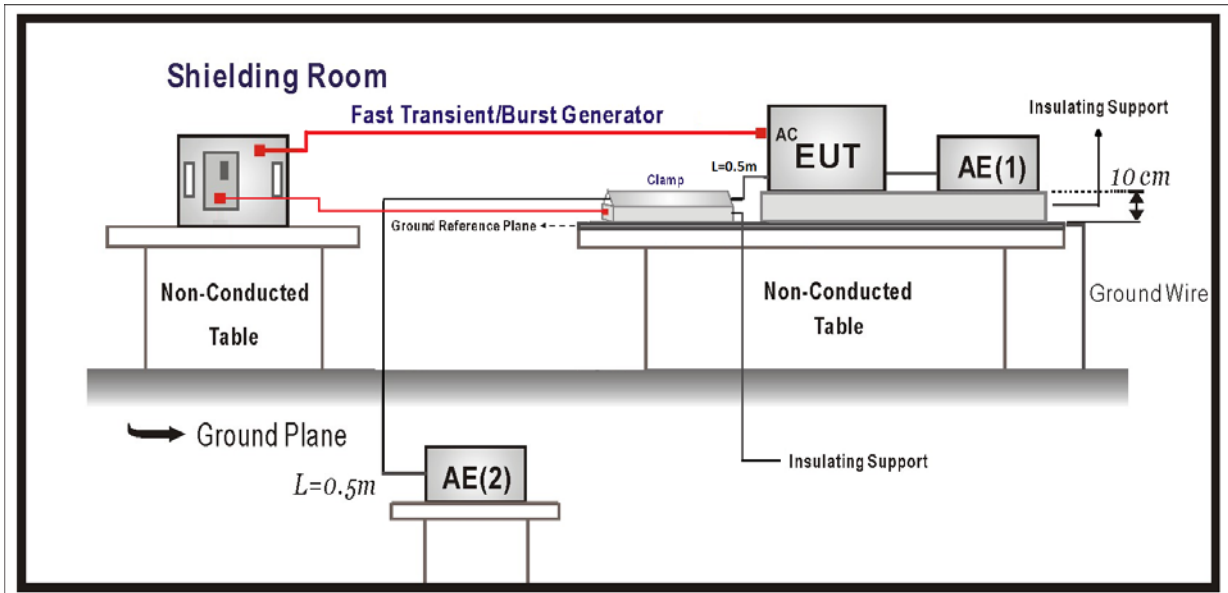 Shielding Room
Fast Transient/Burst Generator
Insulating Support
AC
EUT
AE(1)
10 cm
L=0.5m
Clamp
Ground Reference Plane
Non-Conducted
Table
Non-Conducted
Table
Ground Wire
Ground Plane
L=0.5m
AE(2)
Insulating Support